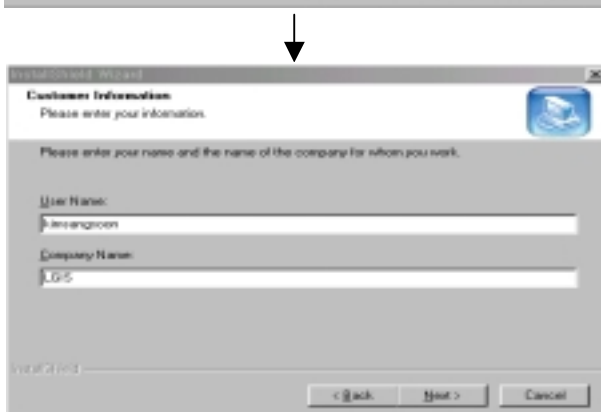 InstallShield Wizard
Customer Information
Please enter your information.
Please enter your name and the name of the company for whom you work.
User Name:
Company Name:
LGIS
InstallShield
< Back
Next >
Cancel